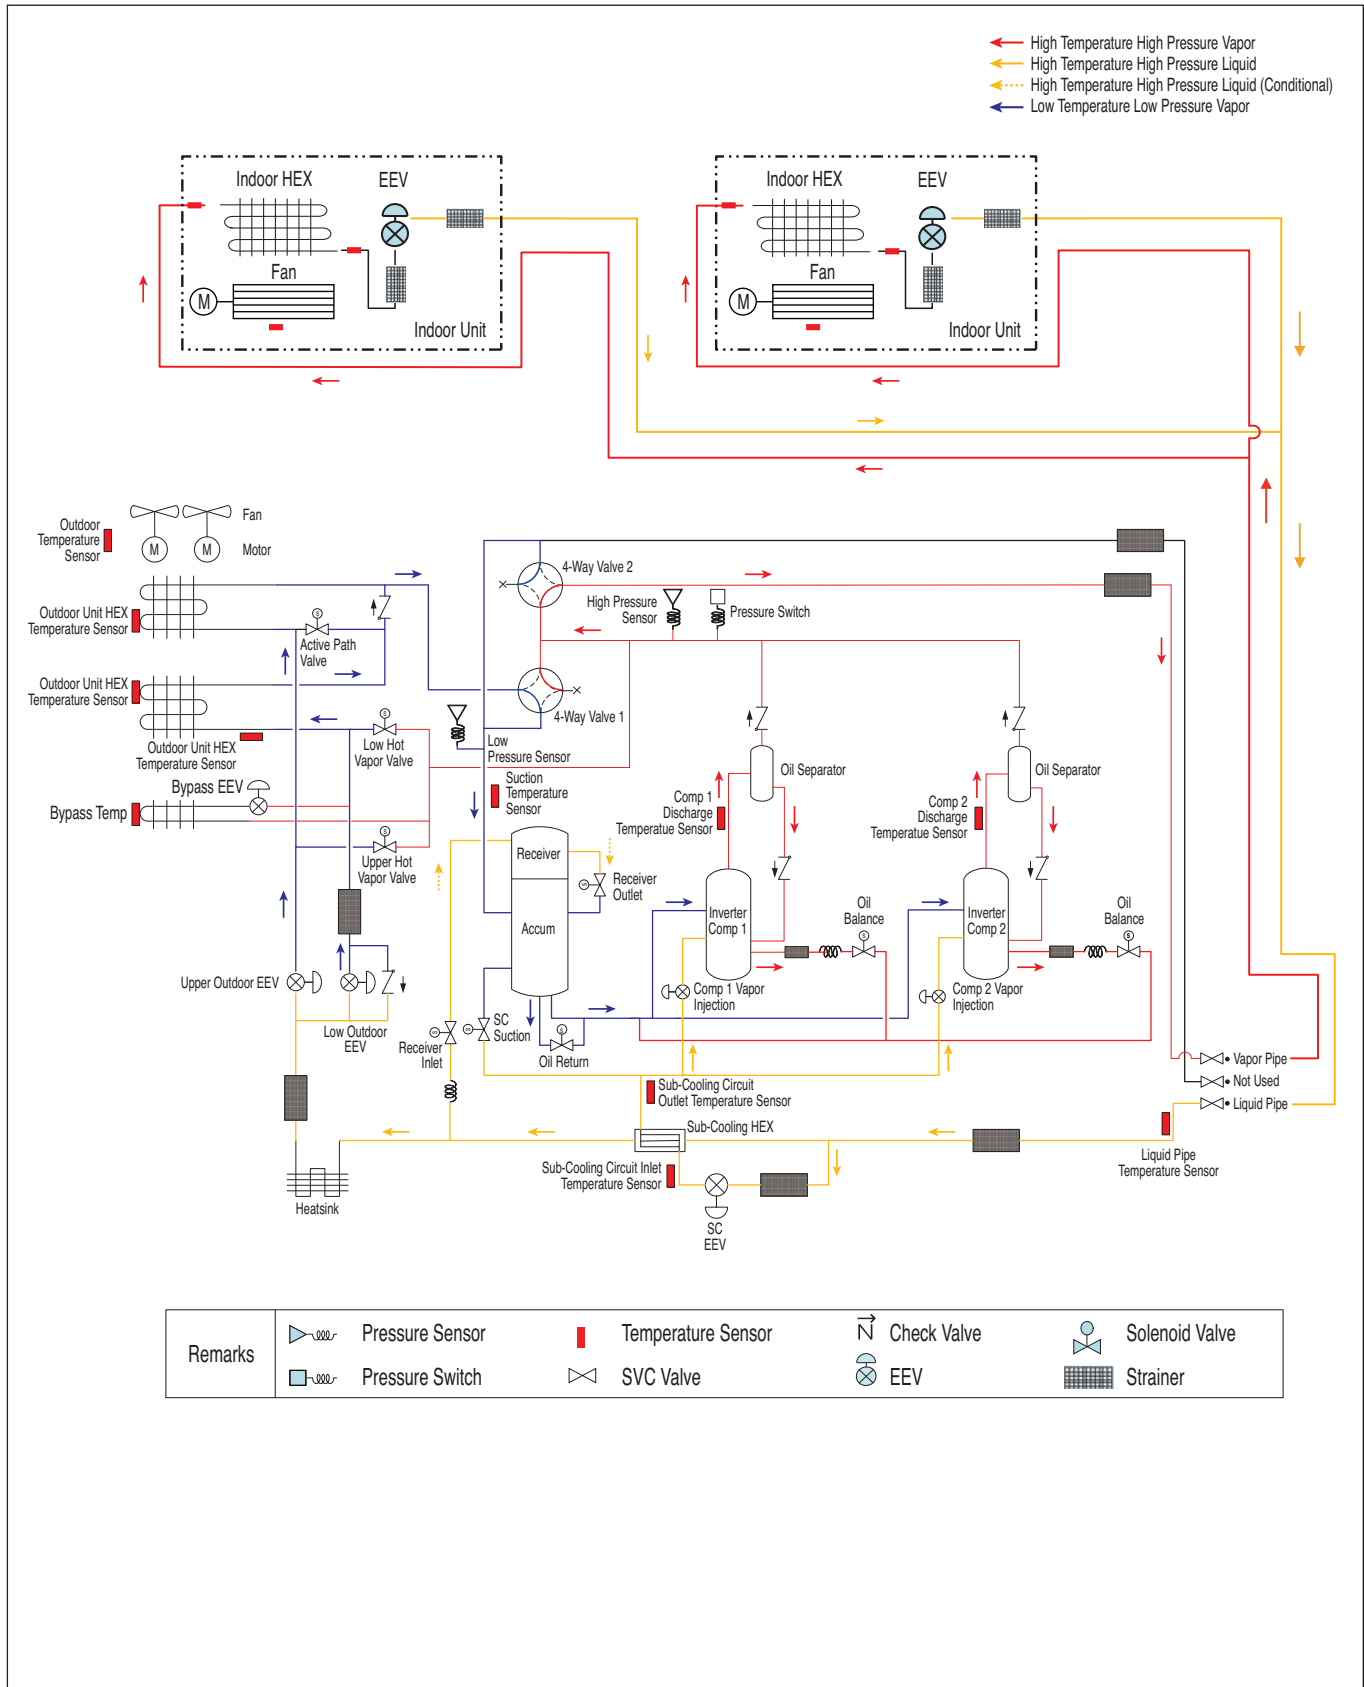 High Temperature High Pressure Vapor
High Temperature High Pressure Liquid
High Temperature High Pressure Liquid (Conditional)
Low Temperature Low Pressure Vapor
Indoor HEX
EEV
Fan
M
Indoor Unit
Indoor HEX
EEV
Fan
M
Indoor Unit
Outdoor
Temperature
Sensor
Fan
M
M
Motor
Outdoor Unit HEX
Temperature Sensor
S
Active Path
Valve
Outdoor Unit HEX
Temperature Sensor
Outdoor Unit HEX
Temperature Sensor
S
Low Hot
Vapor Valve
Bypass EEV
Bypass Temp
S
Upper Hot
Vapor Valve
Upper Outdoor EEV
Low Outdoor
EEV
Heatsink
4-Way Valve 2
High Pressure
Sensor
Pressure Switch
4-Way Valve 1
Low
Pressure Sensor
Suction
Temperature
Sensor
Receiver
Accum
S
Receiver
Outlet
S
Receiver
Inlet
S
SC
Suction
S
Oil Return
Oil Separator
Comp 1
Discharge
Temperatue Sensor
Inverter
Comp 1
Oil
Balance
S
Comp 1 Vapor
Injection
Oil Separator
Comp 2
Discharge
Temperatue Sensor
Inverter
Comp 2
Oil
Balance
S
Comp 2 Vapor
Injection
Sub-Cooling Circuit
Outlet Temperature Sensor
Sub-Cooling HEX
Sub-Cooling Circuit Inlet
Temperature Sensor
SC
EEV
Vapor Pipe
Not Used
Liquid Pipe
Liquid Pipe
Temperature Sensor
Remarks
Pressure Sensor
Temperature Sensor
Check Valve
Solenoid Valve
Pressure Switch
SVC Valve
EEV
Strainer